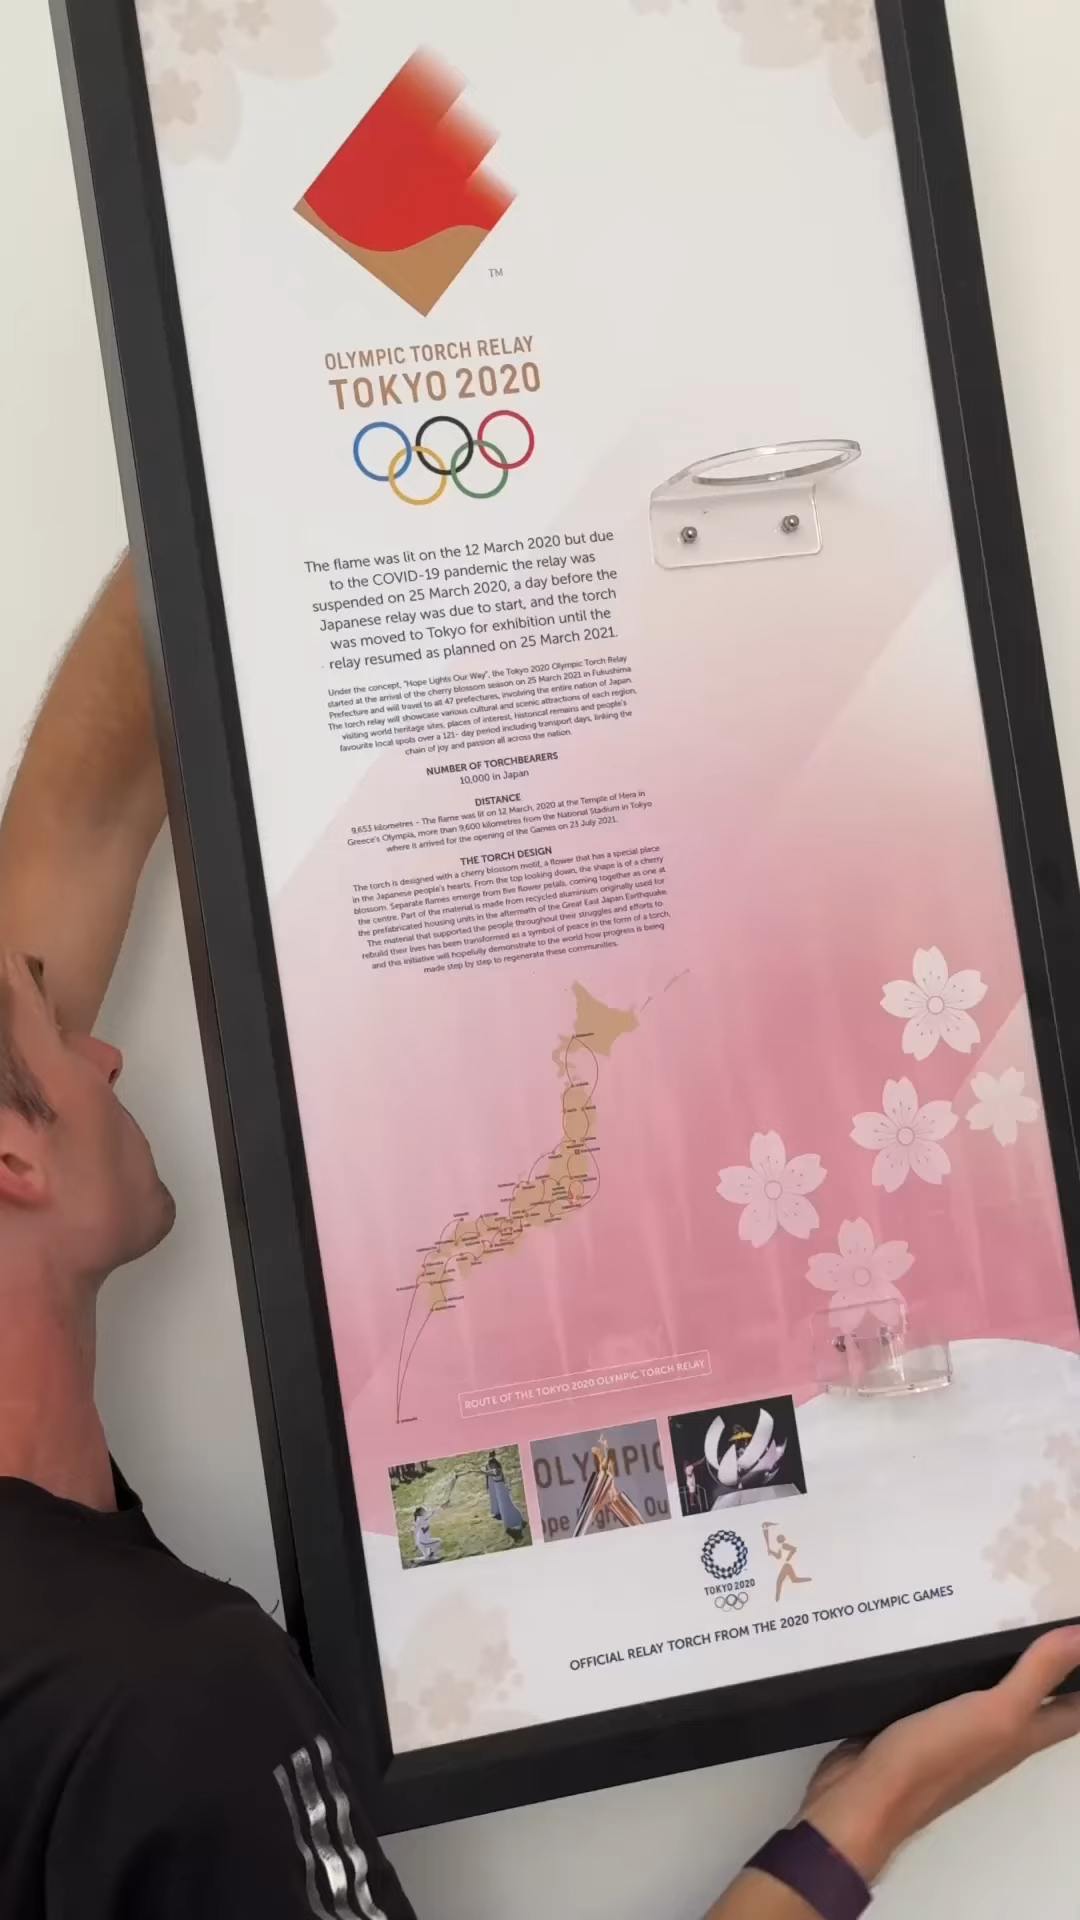 TM
OLYMPIC TORCH RELAY
TOKYO 2020
The flame was lit on the 12 March 2020 but due
to the COVID-19 pandemic the relay was
suspended on 25 March 2020, a day before the
Japanese relay was due to start, and the torch
was moved to Tokyo for exhibition until the
relay resumed as planned on 25 March 2021.
Under the concept, "Hope Lights Our Way", the Tokyo 2020 Olympic Torch Relay
started at the arrival of the cherry blossom season on 25 March 2021 in Fukushima
Prefecture and will travel to all 47 prefectures, involving the entire nation of Japan.
The torch relay will showcase various cultural and scenic attractions of each region,
visiting world heritage sites, places of interest, historical remains and people's
favourite local spots over a 121- day period including transport days, linking the
chain of joy and passion all across the nation.
NUMBER OF TORCHBEARERS
10,000 in Japan
DISTANCE
9,653 kilometres - The flame was lit on 12 March, 2020 at the Temple of Hera in
Greece's Olympia, more than 9,600 kilometres from the National Stadium in Tokyo
where it arrived for the opening of the Games on 23 July 2021.
THE TORCH DESIGN
The torch is designed with a cherry blossom motif, a flower that has a special place
in the Japanese people's hearts. From the top looking down, the shape is of a cherry
blossom. Separate flames emerge from five flower petals, coming together as one at
the centre. Part of the material is made from recycled aluminium originally used for
the prefabricated housing units in the aftermath of the Great East Japan Earthquake.
The material that supported the people throughout their struggles and efforts to
rebuild their lives has been transformed as a symbol of peace in the form of a torch,
and this initiative will hopefully demonstrate to the world how progress is being
made step by step to regenerate these communities.
ROUTE OF THE TOKYO 2020 OLYMPIC TORCH RELAY
OLYMPIC
ope Ligh Ou
TOKYO 2020
OFFICIAL RELAY TORCH FROM THE 2020 TOKYO OLYMPIC GAMES